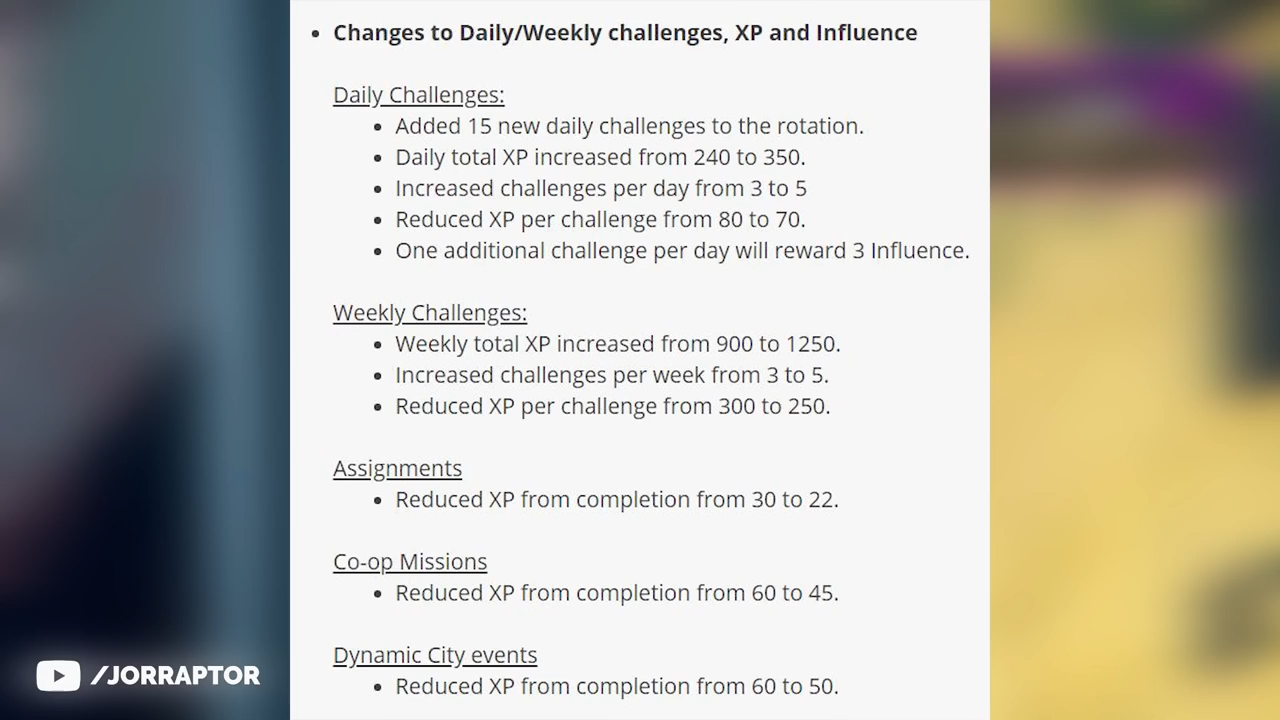 • Changes to Daily/Weekly challenges, XP and Influence
Daily Challenges:
• Added 15 new daily challenges to the rotation.
• Daily total XP increased from 240 to 350.
• Increased challenges per day from 3 to 5
• Reduced XP per challenge from 80 to 70.
• One additional challenge per day will reward 3 Influence.
Weekly Challenges:
• Weekly total XP increased from 900 to 1250.
• Increased challenges per week from 3 to 5.
• Reduced XP per challenge from 300 to 250.
Assignments
• Reduced XP from completion from 30 to 22.
Co-op Missions
• Reduced XP from completion from 60 to 45.
Dynamic City events
• Reduced XP from completion from 60 to 50.
/JORRAPTOR